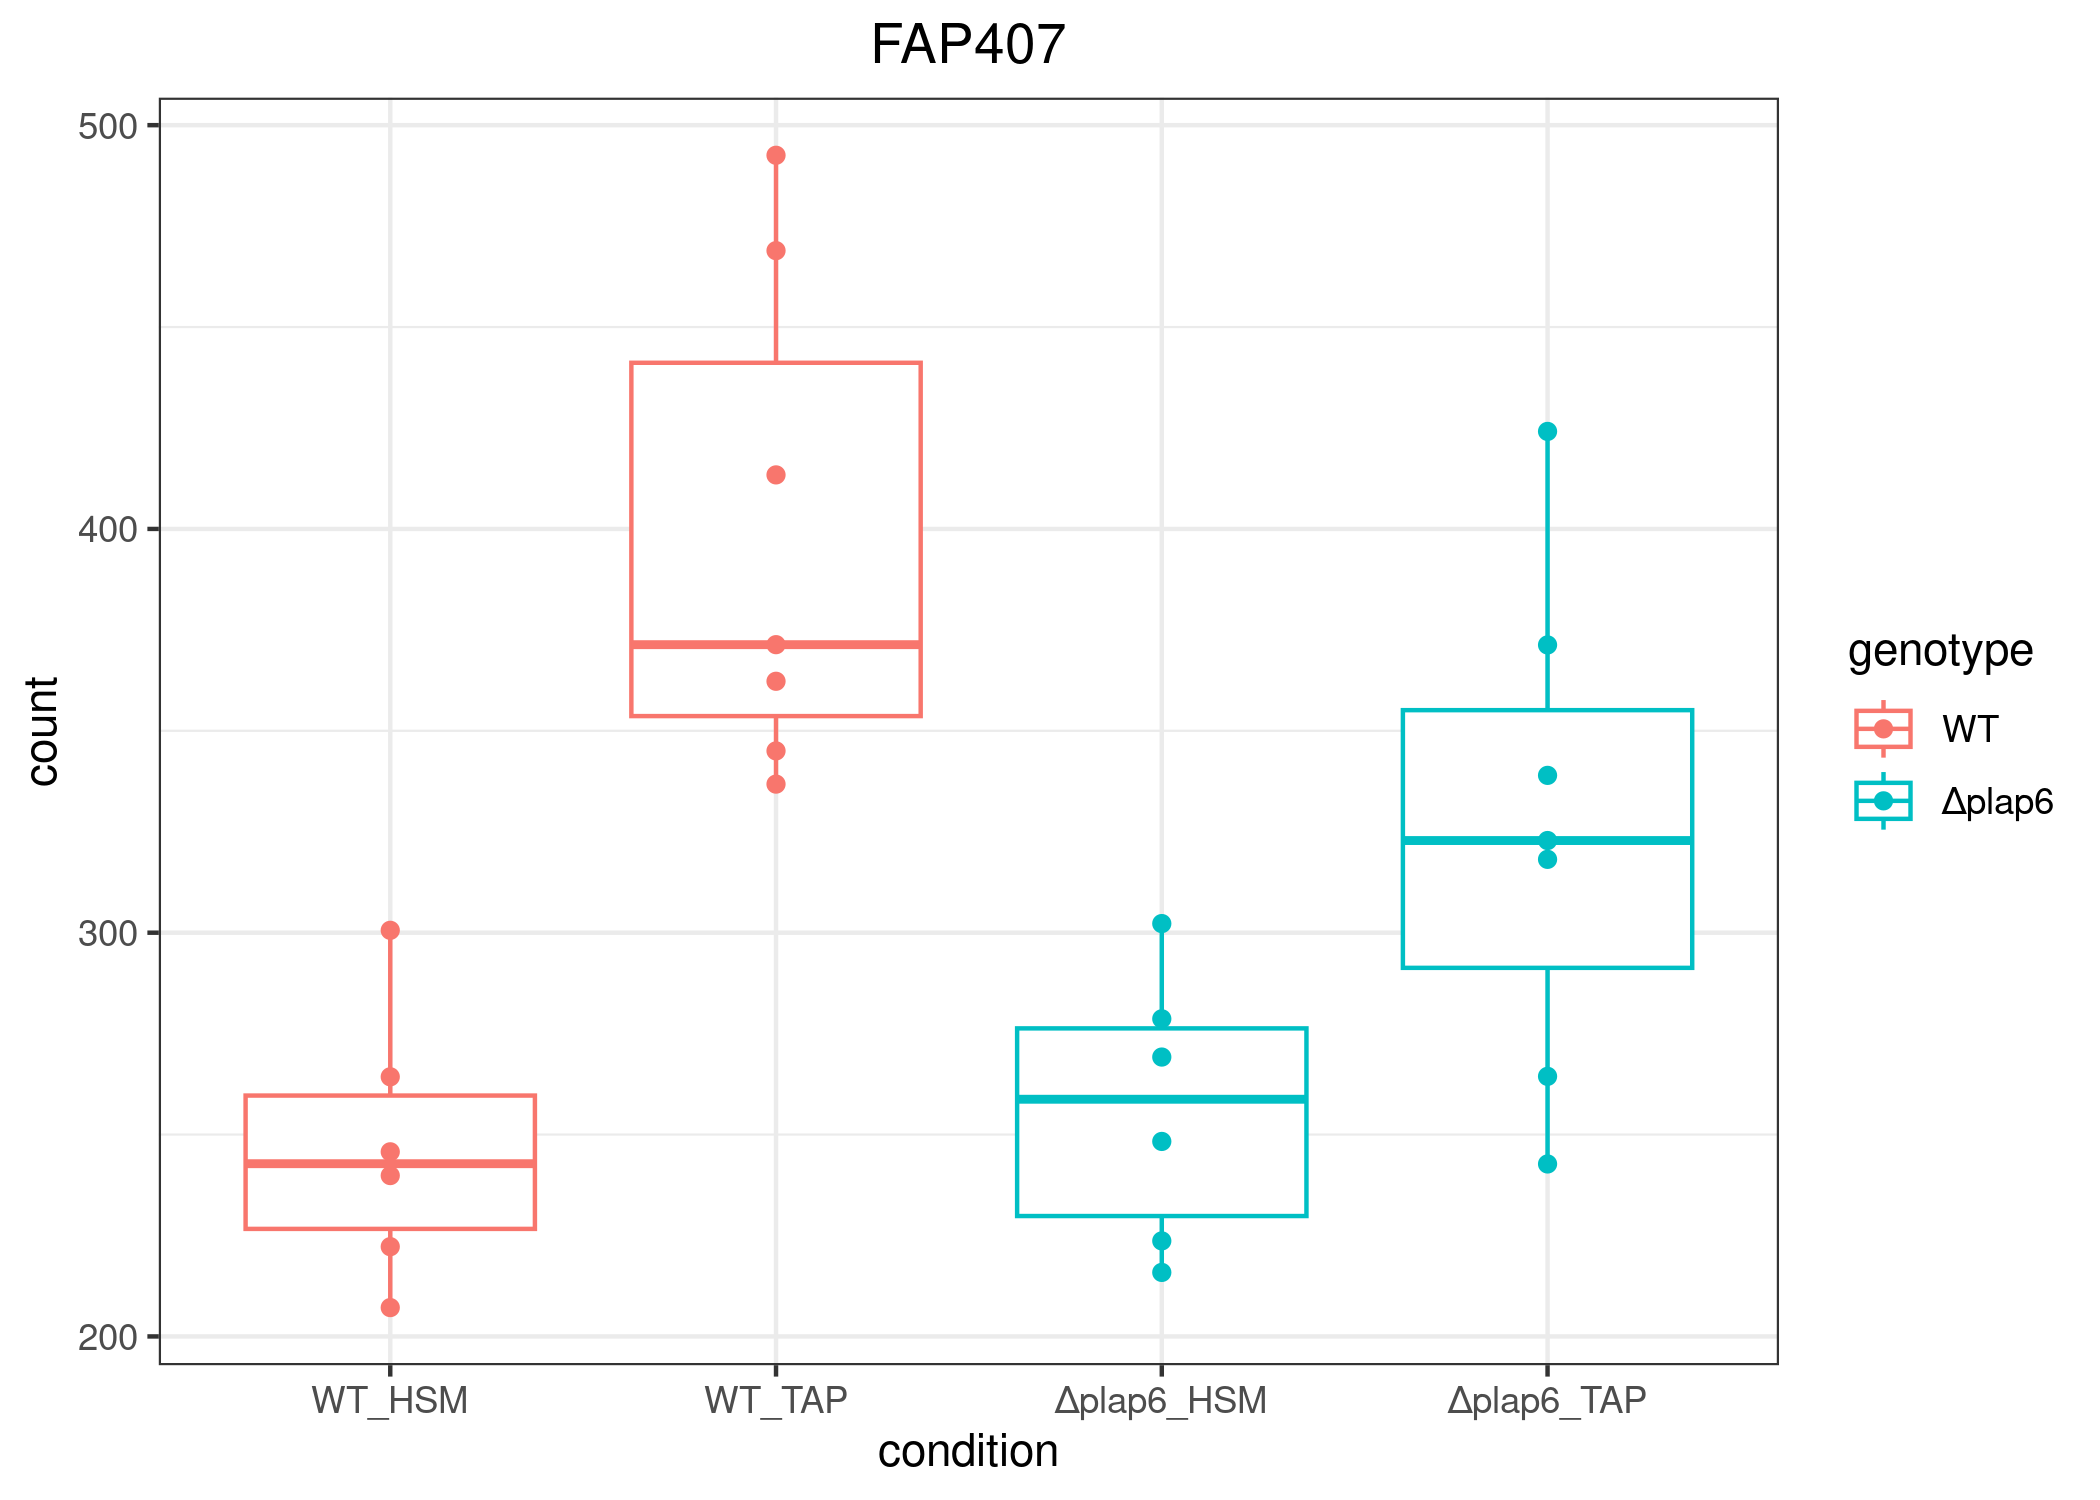 FAP407
500
400
300
200
count
WT_HSM
WT_TAP
Δplap6_HSM
Δplap6_TAP
condition
genotype
WT
Δplap6